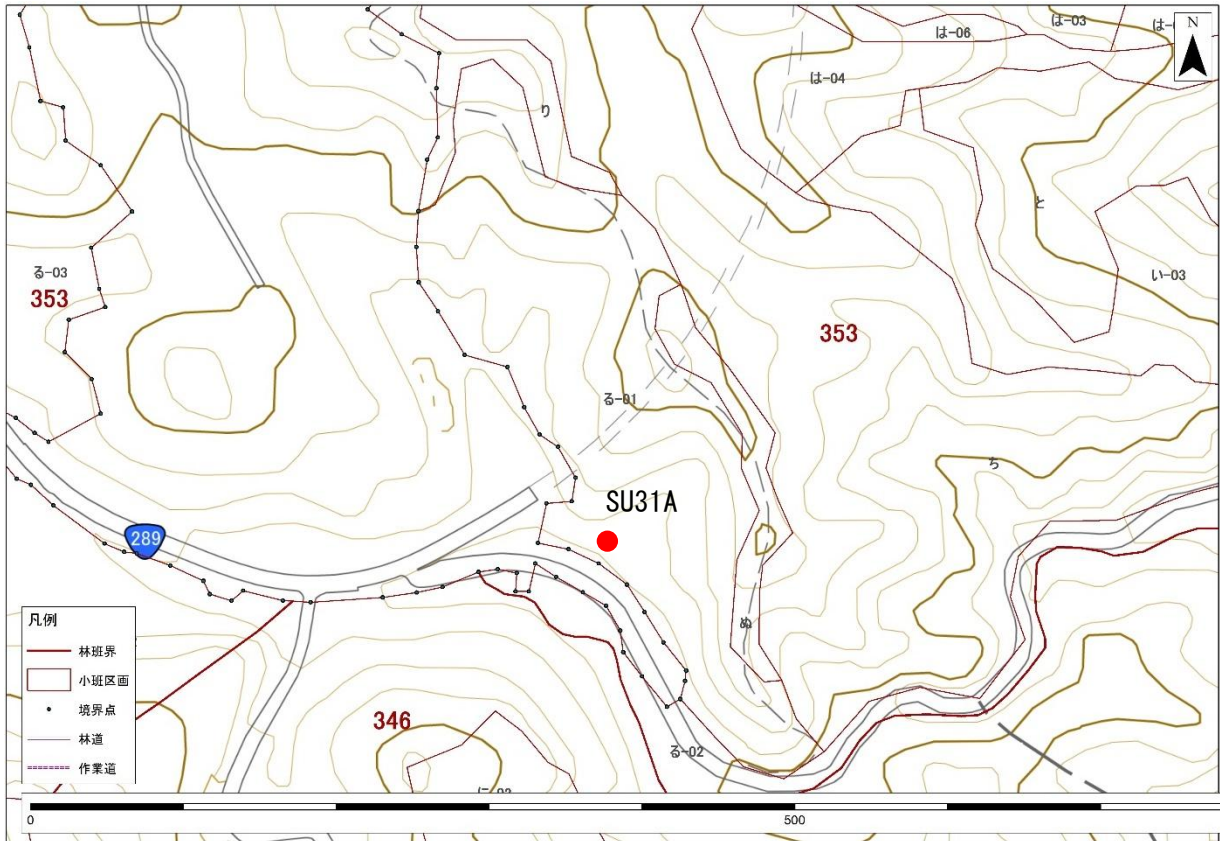 は-03
は-
は-06
N
は-04
り
と
い-03
る-03
353
353
る-01
ち
SU31A
289
凡例
林班界
小班区画
境界点
林道
作業道
ぬ
346
る-02
0
500